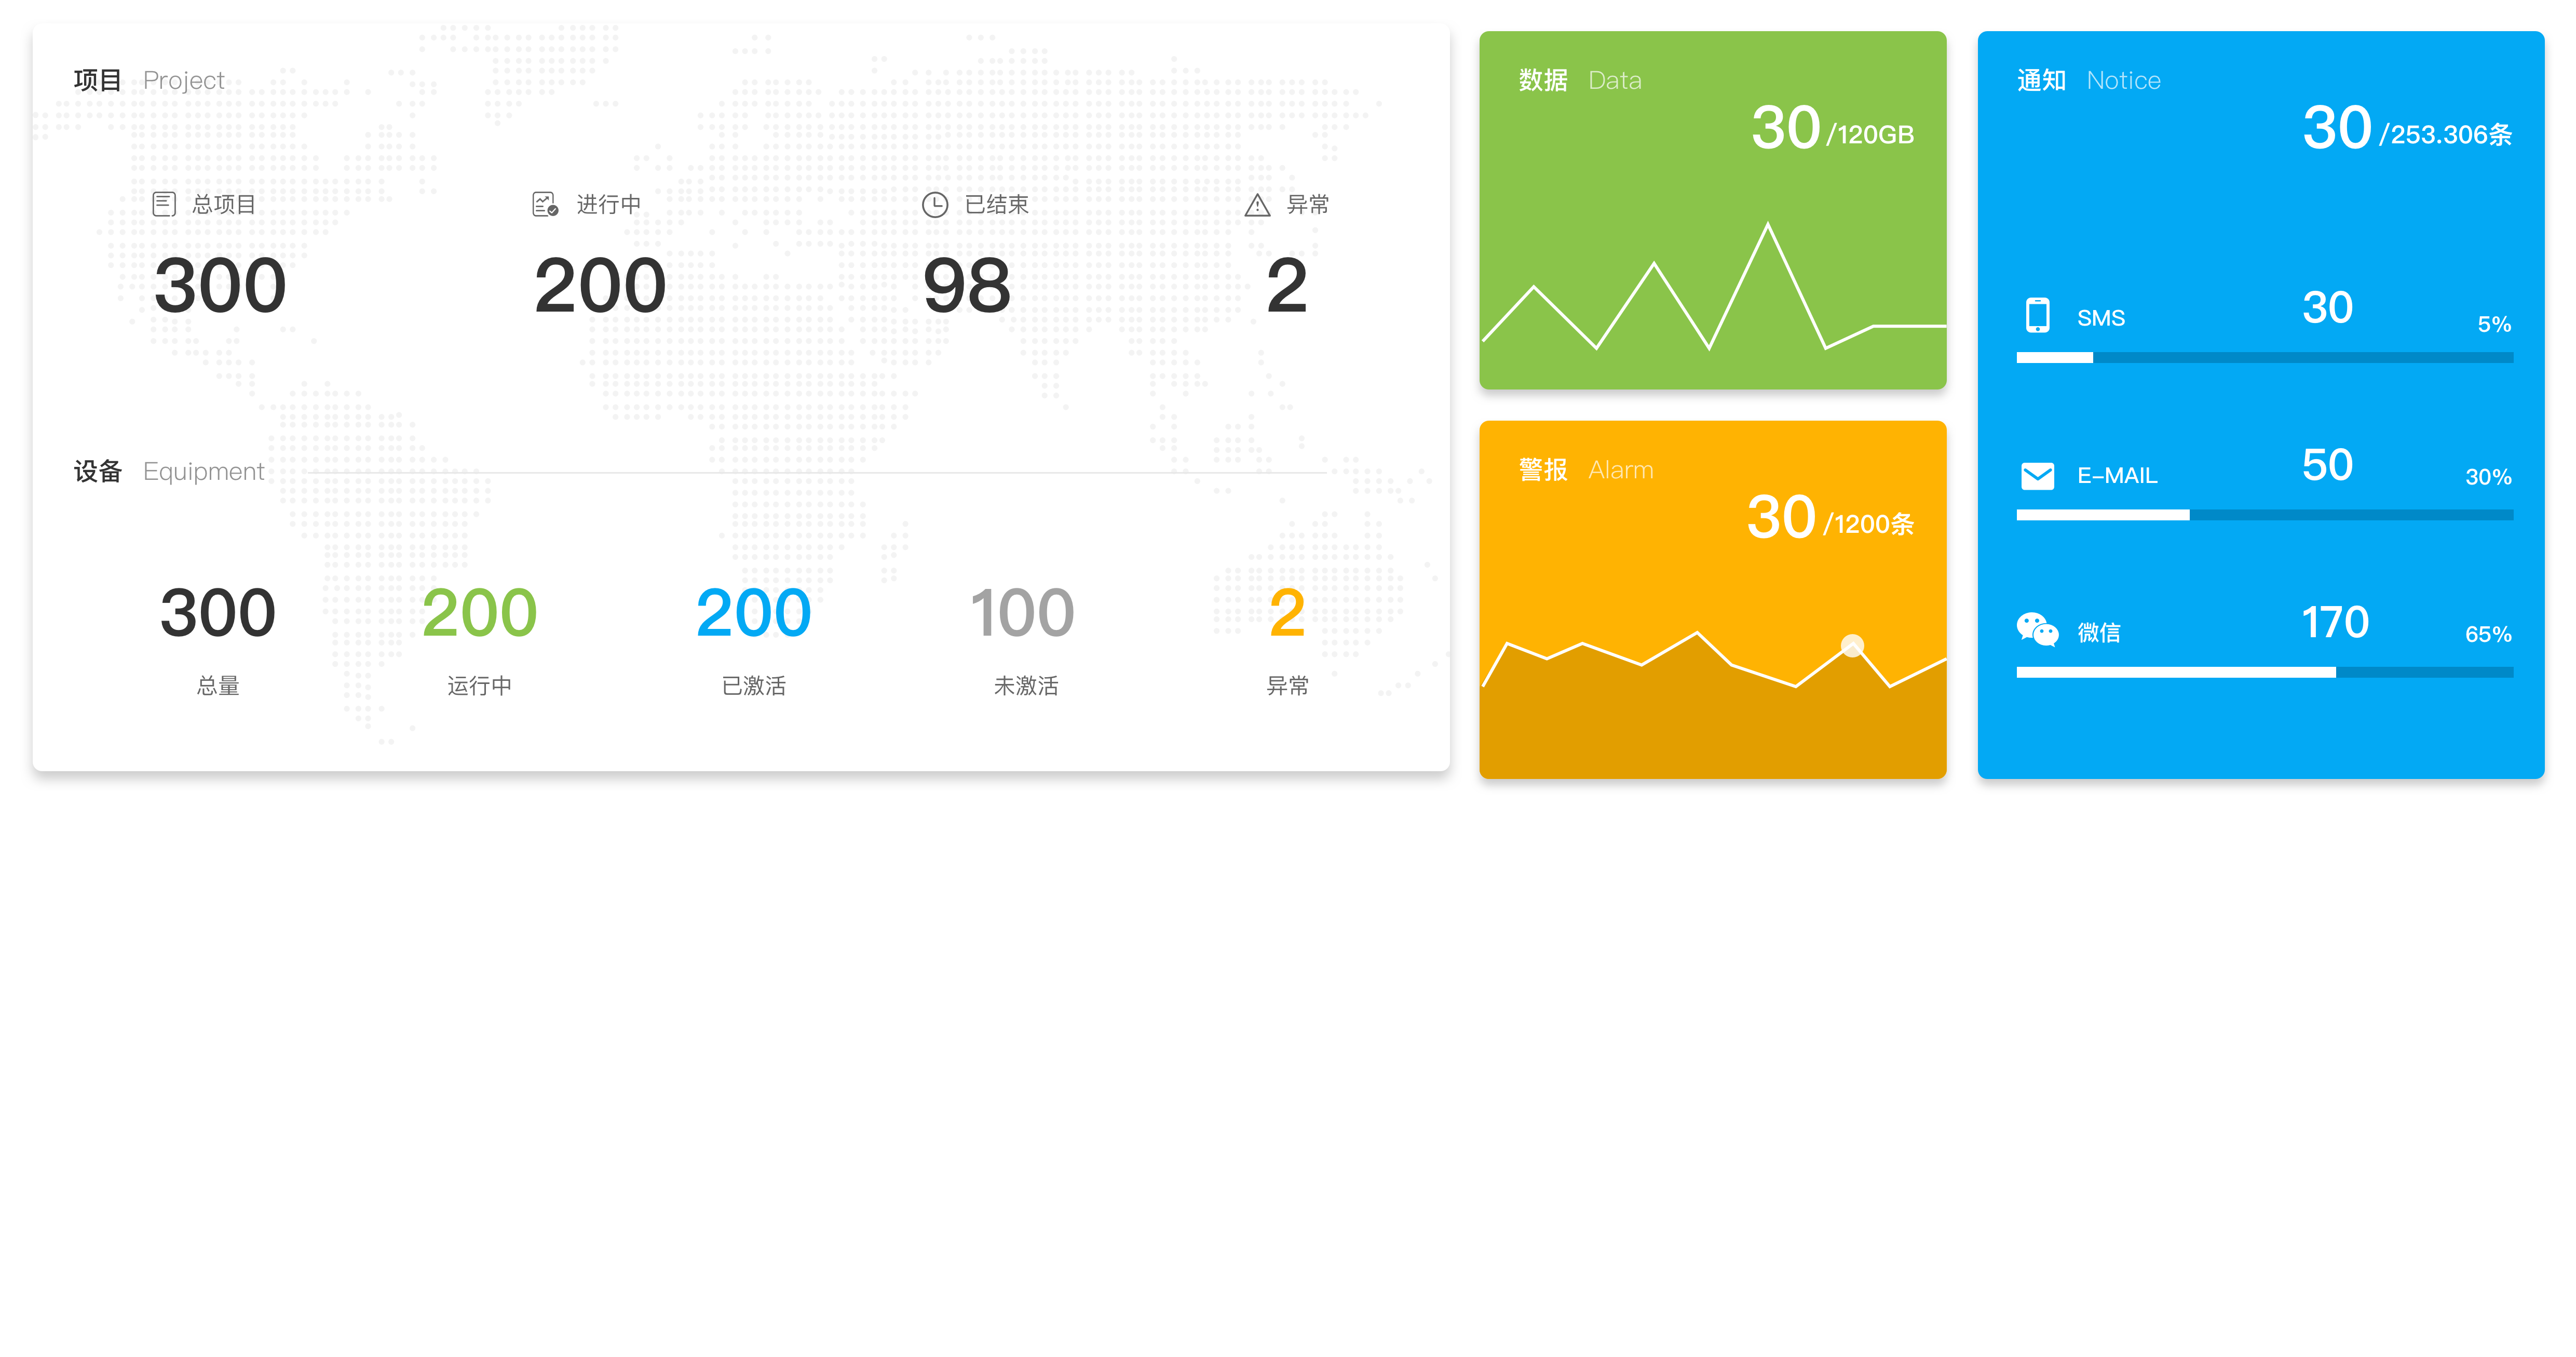 项目 Project
总项目 进行中 已结束 异常
300 200 98 2
设备 Equipment
300 200 200 100 2
总量 运行中 已激活 未激活 异常
数据 Data
30 /120GB
警报 Alarm
30 /1200条
通知 Notice
30 /253.306条
SMS 30 5%
E-MAIL 50 30%
微信 170 65%